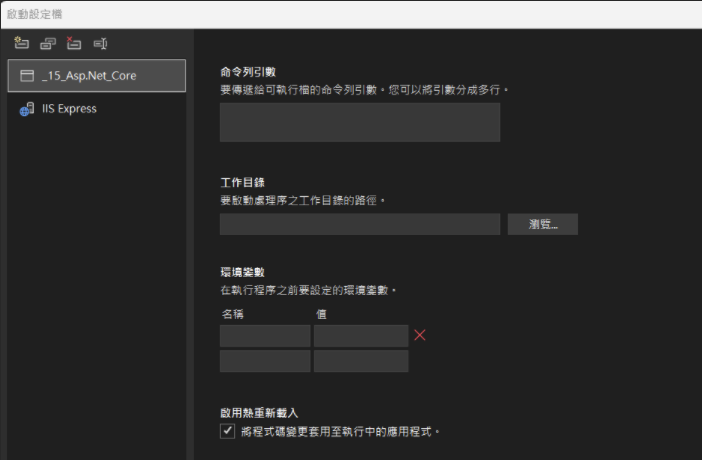 啟動設定檔
_15_Asp.Net_Core
IIS Express
命令列引數
要傳遞給可執行檔的命令列引數。您可以將引數分成多行。
工作目錄
要啟動處理序之工作目錄的路徑。
瀏覽...
環境變數
在執行程序之前要設定的環境變數。
名稱 值
啟用熱重新載入
將程式碼變更套用至執行中的應用程式。